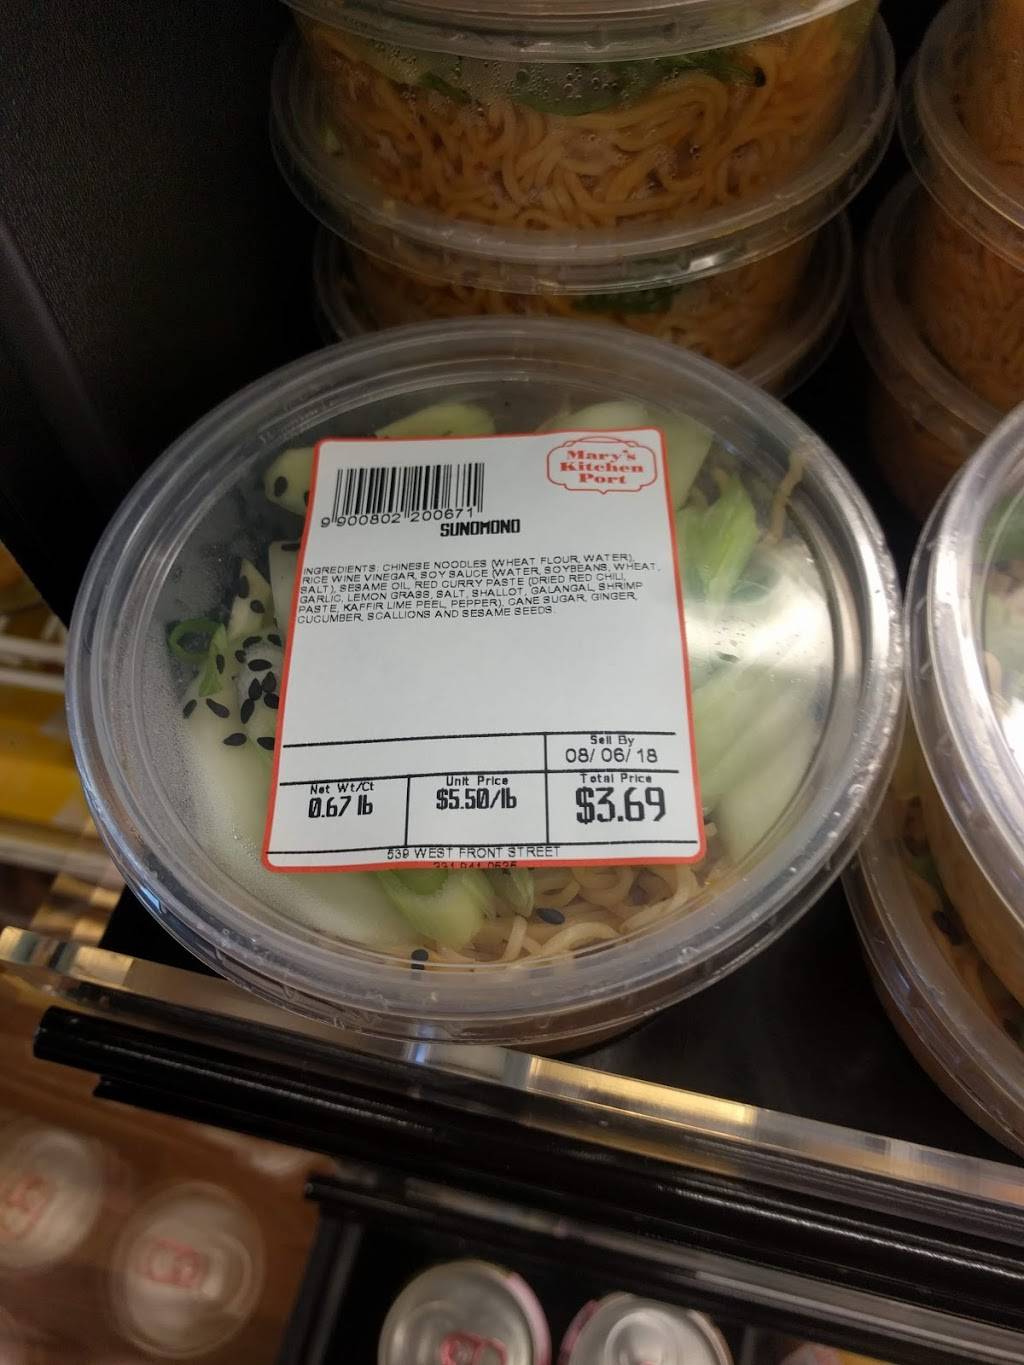 Mary's
Kitchen
Port
9 900802 200671
SUNOMONO
INGREDIENTS: CHINESE NOODLES (WHEAT FLOUR, WATER),
RICE WINE VINEGAR, SOY SAUCE (WATER, SOYBEANS, WHEAT,
SALT), SESAME OIL, RED CURRY PASTE (DRIED RED CHILI,
GARLIC, LEMON GRASS, SALT, SHALLOT, GALANGAL, SHRIMP
PASTE, KAFFIR LIME PEEL, PEPPER), CANE SUGAR, GINGER,
CUCUMBER, SCALLIONS AND SESAME SEEDS.
Sell By
08/ 06/ 18
Net Wt/Ct
0.67 lb
Unit Price
$5.50/lb
Total Price
$3.69
539 WEST FRONT STREET